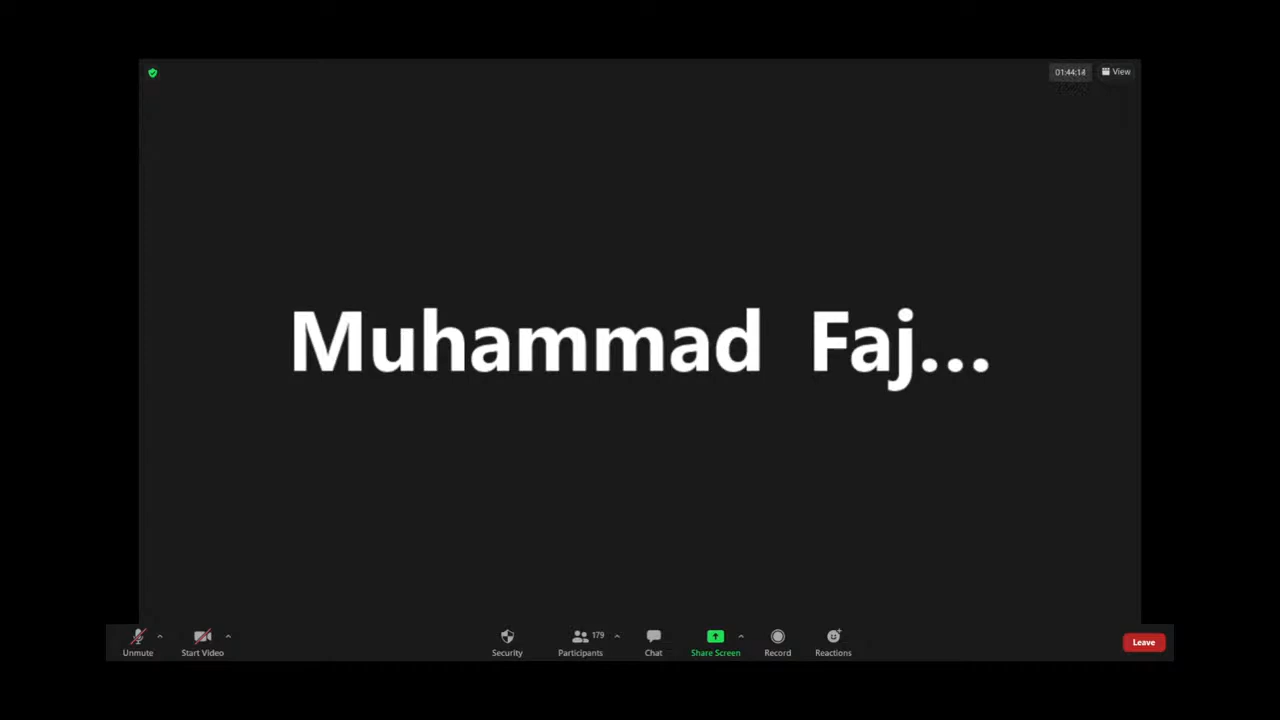 01:44:14 View
Muhammad Faj...
179
Unmute Start Video Security Participants Chat Share Screen Record Reactions Leave